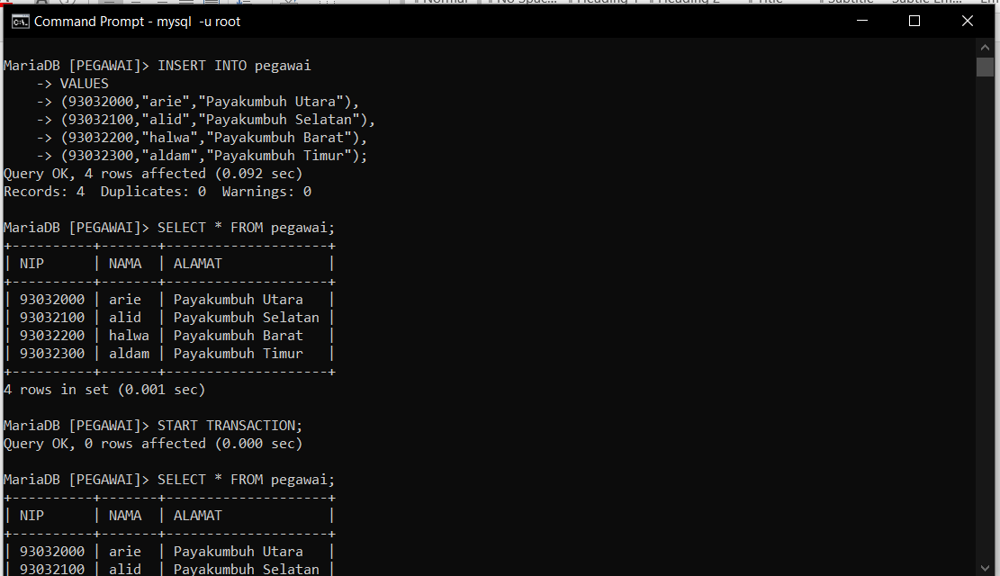 Command Prompt - mysql  -u root
MariaDB [PEGAWAI]> INSERT INTO pegawai
    -> VALUES
    -> (93032000,"arie","Payakumbuh Utara"),
    -> (93032100,"alid","Payakumbuh Selatan"),
    -> (93032200,"halwa","Payakumbuh Barat"),
    -> (93032300,"aldam","Payakumbuh Timur");
Query OK, 4 rows affected (0.092 sec)
Records: 4  Duplicates: 0  Warnings: 0
MariaDB [PEGAWAI]> SELECT * FROM pegawai;
+----------+-------+--------------------+
| NIP      | NAMA  | ALAMAT             |
+----------+-------+--------------------+
| 93032000 | arie  | Payakumbuh Utara   |
| 93032100 | alid  | Payakumbuh Selatan |
| 93032200 | halwa | Payakumbuh Barat   |
| 93032300 | aldam | Payakumbuh Timur   |
+----------+-------+--------------------+
4 rows in set (0.001 sec)
MariaDB [PEGAWAI]> START TRANSACTION;
Query OK, 0 rows affected (0.000 sec)
MariaDB [PEGAWAI]> SELECT * FROM pegawai;
+----------+-------+--------------------+
| NIP      | NAMA  | ALAMAT             |
+----------+-------+--------------------+
| 93032000 | arie  | Payakumbuh Utara   |
| 93032100 | alid  | Payakumbuh Selatan |